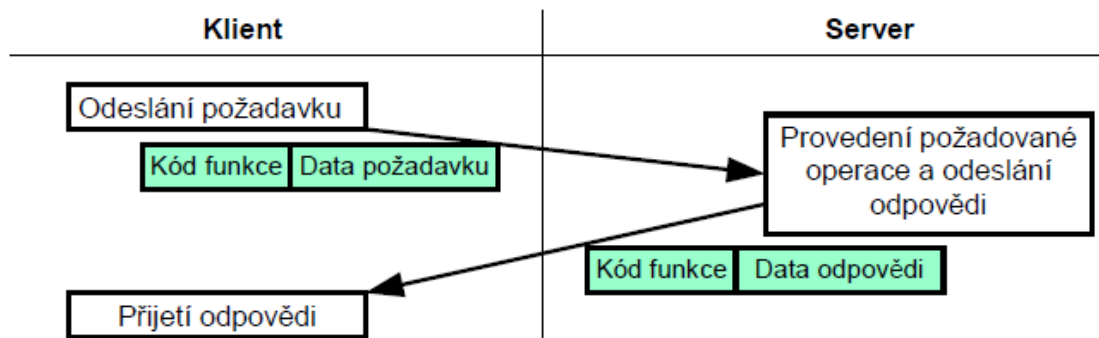 Klient
Server
Odeslání požadavku
Kód funkce
Data požadavku
Provedení požadované
operace a odeslání
odpovědi
Kód funkce
Data odpovědi
Přijetí odpovědi